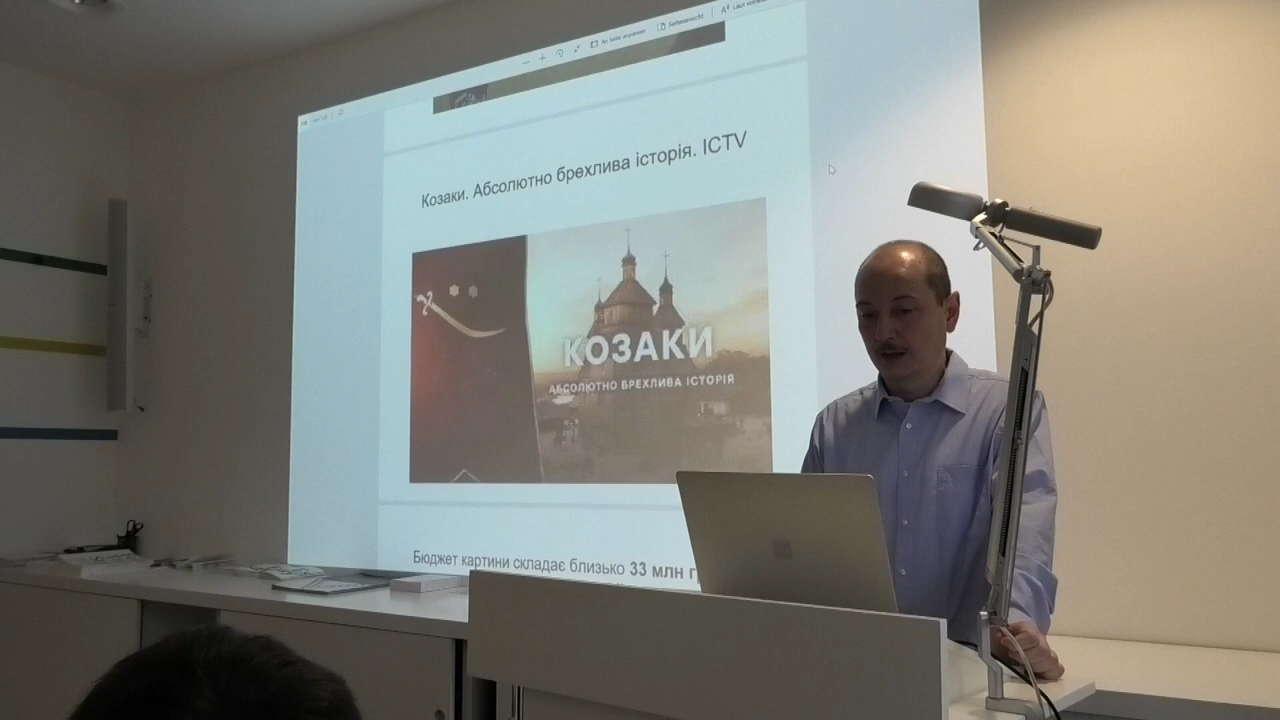 Козаки. Абсолютно брехлива історія. ICTV
КОЗАКИ
АБСОЛЮТНО БРЕХЛИВА ІСТОРІЯ
Бюджет картини складає близько 33 млн г